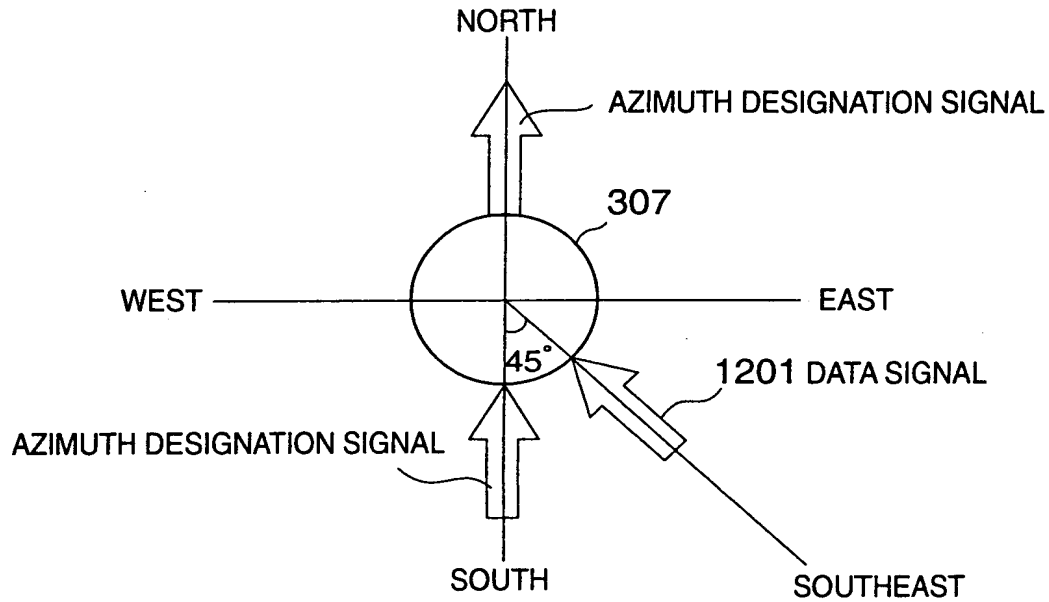 NORTH
AZIMUTH DESIGNATION SIGNAL
307
WEST
EAST
45°
1201 DATA SIGNAL
AZIMUTH DESIGNATION SIGNAL
SOUTH
SOUTHEAST